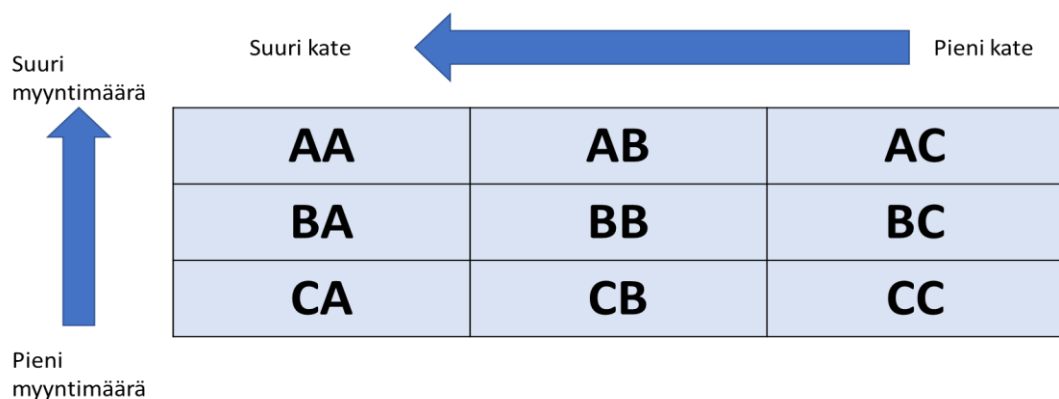 Suuri kate
Pieni kate
Suuri
myyntimäärä
AA AB AC
BA BB BC
CA CB CC
Pieni
myyntimäärä